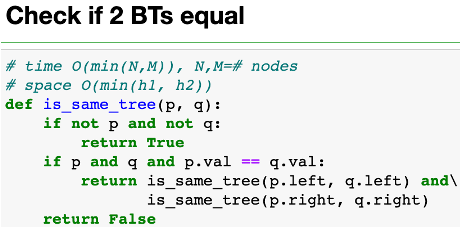 Check if 2 BTs equal
# time O(min(N,M)), N,M=# nodes
# space O(min(h1, h2))
def is_same_tree(p, q):
    if not p and not q:
        return True
    if p and q and p.val == q.val:
        return is_same_tree(p.left, q.left) and\
               is_same_tree(p.right, q.right)
    return False